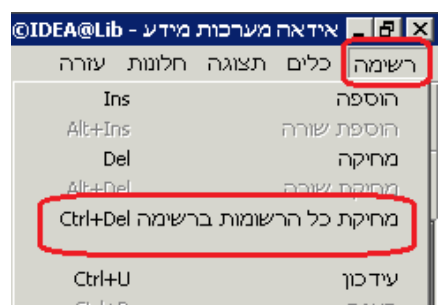 אידאה מערכות מידע - IDEA@Lib©
רשימה כלים תצוגה חלונות עזרה
הוספה Ins
הוספת שורה Alt+Ins
מחיקה Del
מחיקת שורה Alt+Del
מחיקת כל הרשומות ברשימה Ctrl+Del
עידכון Ctrl+U